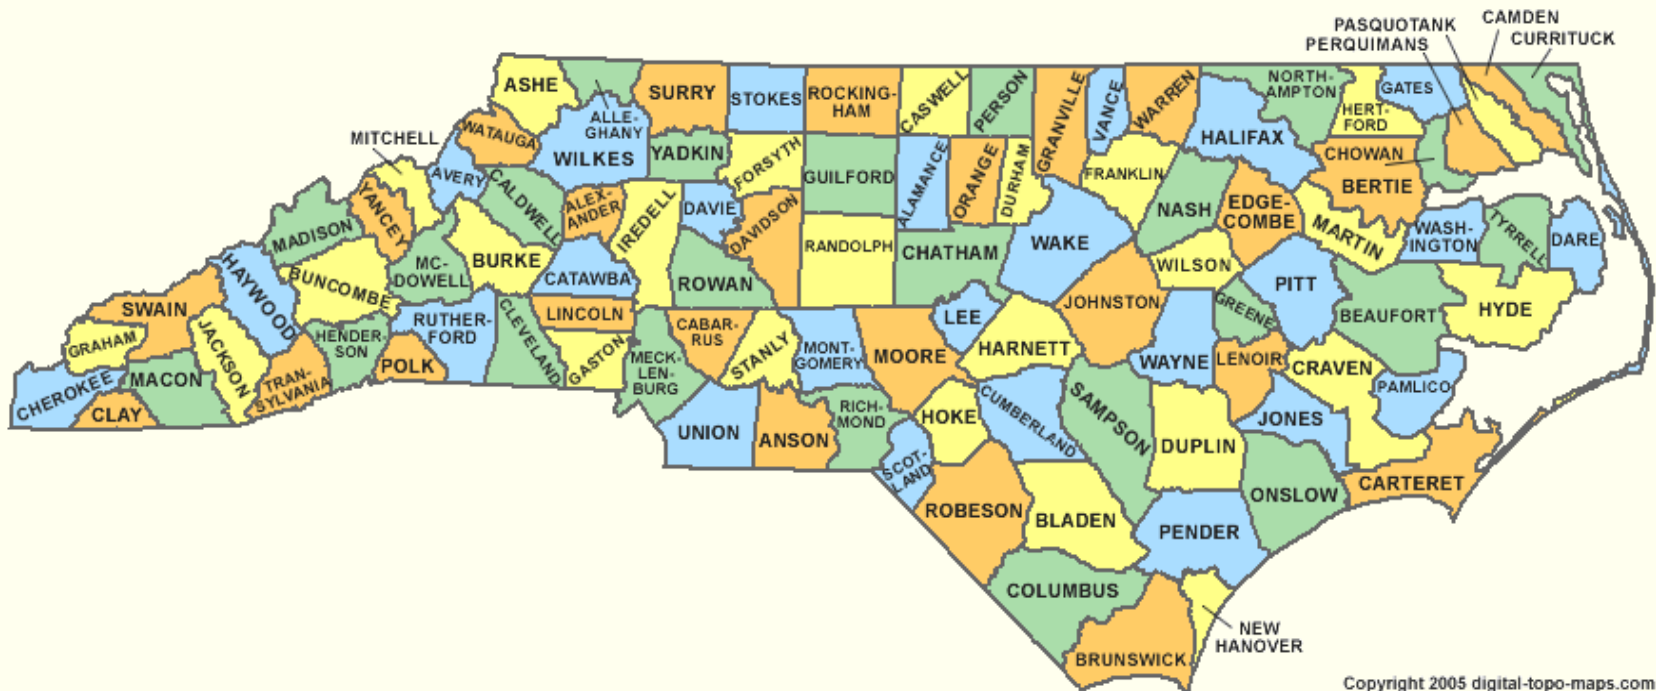 CAMDEN
PASQUOTANK
CURRITUCK
PERQUIMANS
ASHE
ALLE-
GHANY
SURRY
STOKES
ROCKING-
HAM
CASWELL
PERSON
GRANVILLE
VANCE
WARREN
NORTH-
AMPTON
HERT-
FORD
GATES
MITCHELL
WATAUGA
WILKES
YADKIN
FORSYTH
GUILFORD
ALAMANCE
ORANGE
DURHAM
FRANKLIN
HALIFAX
CHOWAN
BERTIE
AVERY
YANCEY
CALDWELL
ALEX-
ANDER
IREDELL
DAVIE
DAVIDSON
RANDOLPH
CHATHAM
WAKE
NASH
EDGE-
COMBE
MARTIN
WASH-
INGTON
TYRRELL
DARE
MADISON
BUNCOMBE
MC-
DOWELL
BURKE
CATAWBA
ROWAN
WILSON
PITT
HAYWOOD
SWAIN
GRAHAM
JACKSON
HENDER-
SON
RUTHER-
FORD
CLEVELAND
LINCOLN
GASTON
CABAR-
RUS
STANLY
MONT-
GOMERY
MOORE
LEE
HARNETT
JOHNSTON
GREENE
BEAUFORT
HYDE
CHEROKEE
CLAY
MACON
TRAN-
SYLVANIA
POLK
MECK-
LEN-
BURG
UNION
ANSON
RICH-
MOND
HOKE
CUMBERLAND
SAMPSON
WAYNE
LENOIR
CRAVEN
PAMLICO
JONES
DUPLIN
SCOT-
LAND
ROBESON
BLADEN
PENDER
ONSLOW
CARTERET
COLUMBUS
BRUNSWICK
NEW
HANOVER
Copyright 2005 digital-topo-maps.com